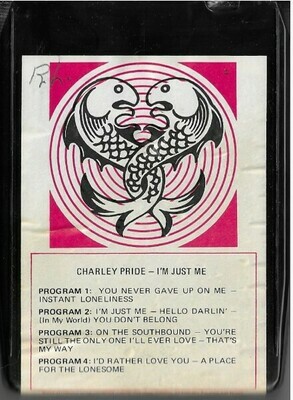 CHARLEY PRIDE – I'M JUST ME
PROGRAM 1: YOU NEVER GAVE UP ON ME –
INSTANT LONELINESS
PROGRAM 2: I'M JUST ME – HELLO DARLIN' –
(In My World) YOU DON'T BELONG
PROGRAM 3: ON THE SOUTHBOUND – YOU'RE
STILL THE ONLY ONE I'LL EVER LOVE – THAT'S
MY WAY
PROGRAM 4: I'D RATHER LOVE YOU – A PLACE
FOR THE LONESOME